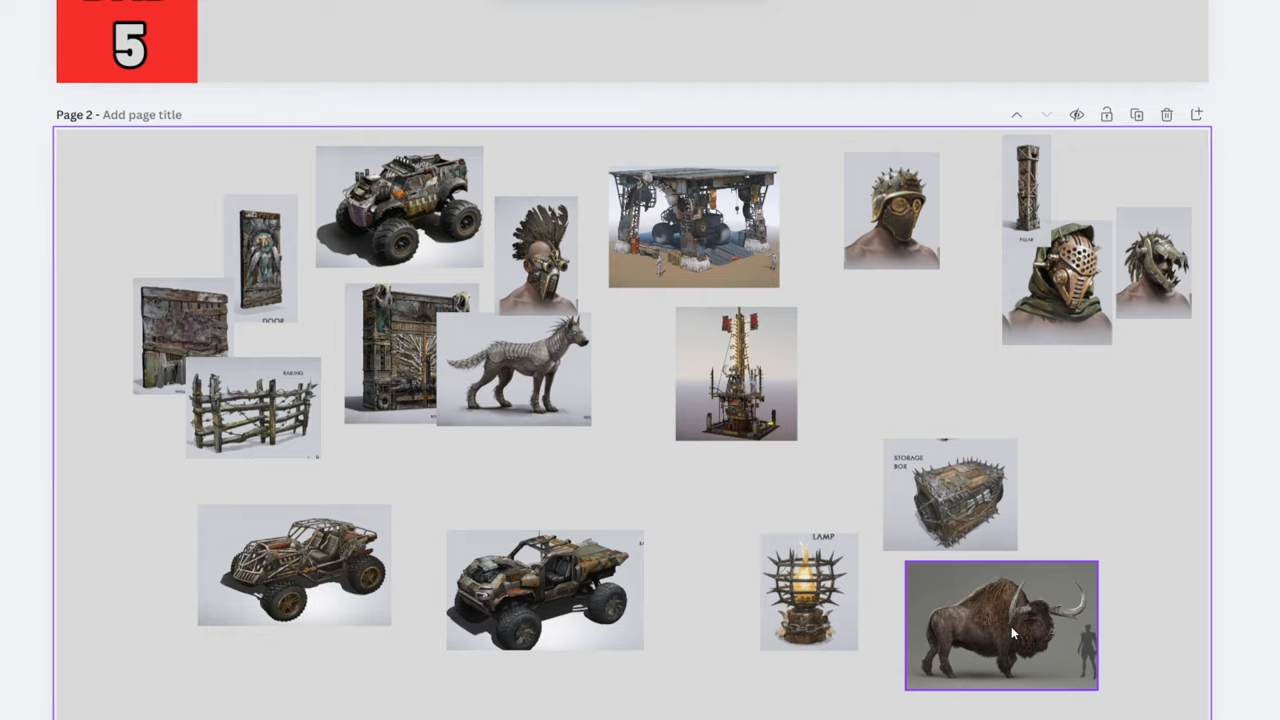 5
Page 2 - Add page title
PILLAR
DOOR
RAILING
STORAGE
BOX
LAMP